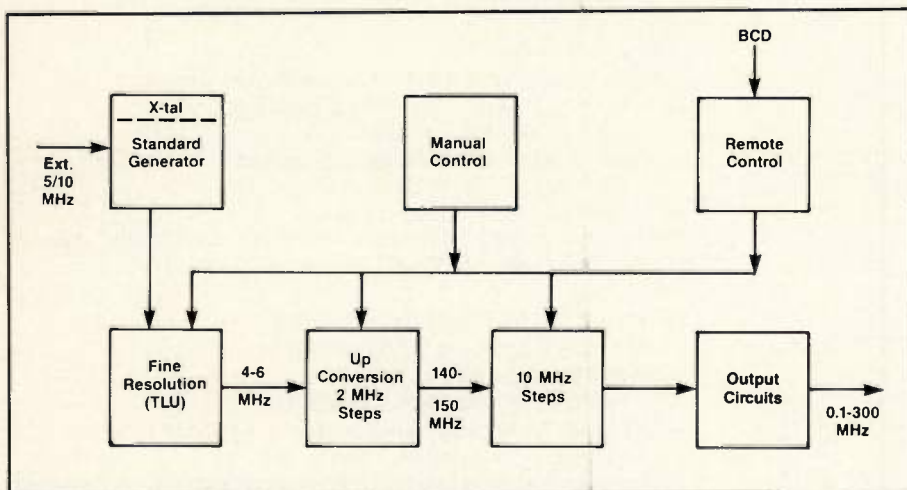 BCD
X-tal
Standard
Generator
Manual
Control
Remote
Control
Ext.
5/10
MHz
Fine
Resolution
(TLU)
4-6
MHz
Up
Conversion
2 MHz
Steps
140-
150
MHz
10 MHz
Steps
Output
Circuits
0.1-300
MHz